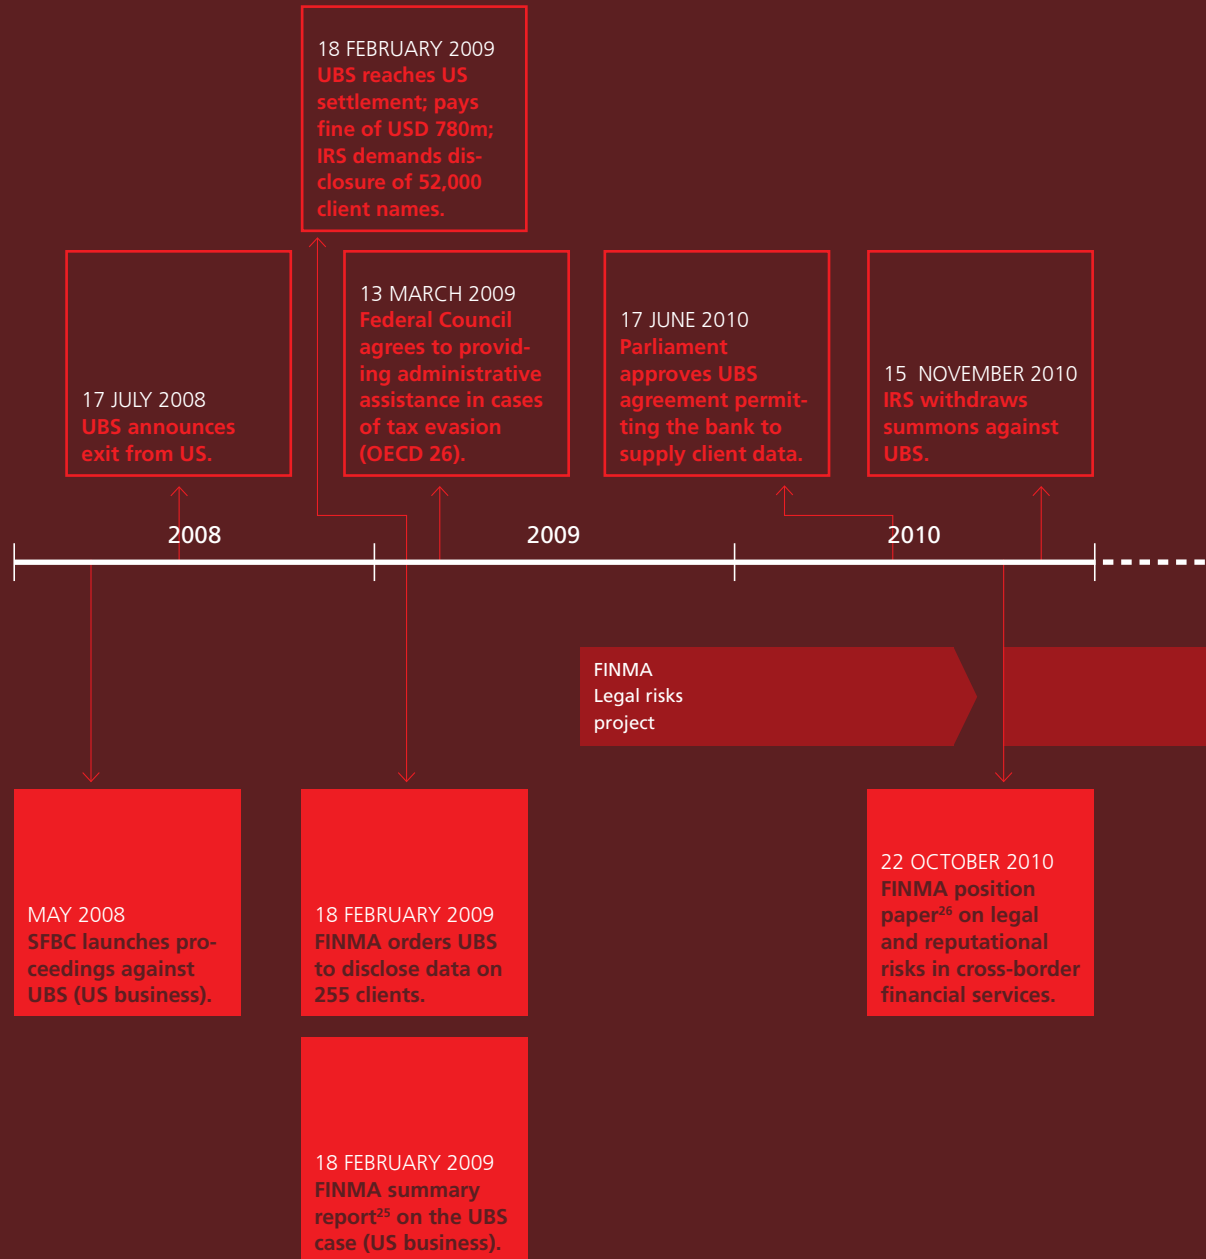 18 FEBRUARY 2009
UBS reaches US
settlement; pays
fine of USD 780m;
IRS demands dis-
closure of 52,000
client names.
17 JULY 2008
UBS announces
exit from US.
13 MARCH 2009
Federal Council
agrees to provid-
ing administrative
assistance in cases
of tax evasion
(OECD 26).
17 JUNE 2010
Parliament
approves UBS
agreement permit-
ting the bank to
supply client data.
15 NOVEMBER 2010
IRS withdraws
summons against
UBS.
2008
2009
2010
FINMA
Legal risks
project
MAY 2008
SFBC launches pro-
ceedings against
UBS (US business).
18 FEBRUARY 2009
FINMA orders UBS
to disclose data on
255 clients.
22 OCTOBER 2010
FINMA position
paper²⁶ on legal
and reputational
risks in cross-border
financial services.
18 FEBRUARY 2009
FINMA summary
report²⁵ on the UBS
case (US business).